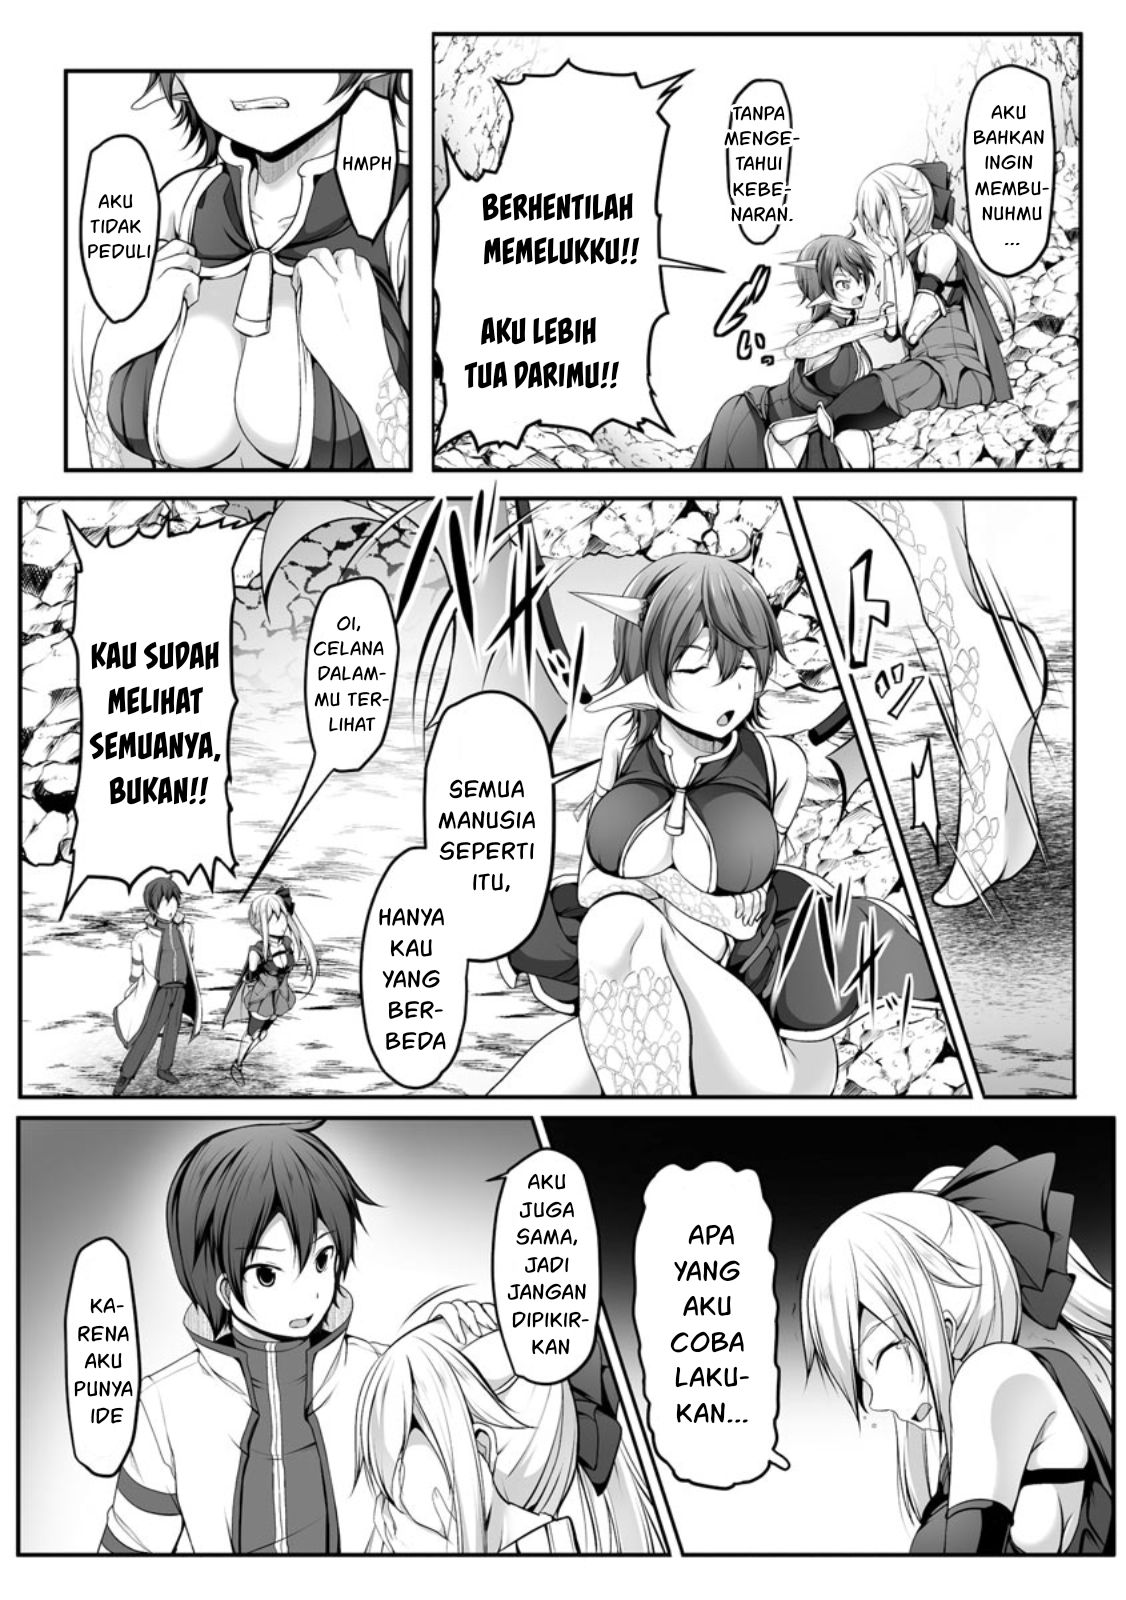 AKU
BAHKAN
INGIN
MEMBU-
NUHMU
...
TANPA
MENGE-
TAHUI
KEBE-
NARAN.
BERHENTILAH
MEMELUKKU!!
AKU LEBIH
TUA DARIMU!!
HMPH
AKU
TIDAK
PEDULI
SEMUA
MANUSIA
SEPERTI
ITU,
HANYA
KAU
YANG
BER-
BEDA
OI,
CELANA
DALAM-
MU TER-
LIHAT
KAU SUDAH
MELIHAT
SEMUANYA,
BUKAN!!
APA
YANG
AKU
COBA
LAKU-
KAN...
AKU
JUGA
SAMA,
JADI
JANGAN
DIPIKIR-
KAN
KA-
RENA
AKU
PUNYA
IDE